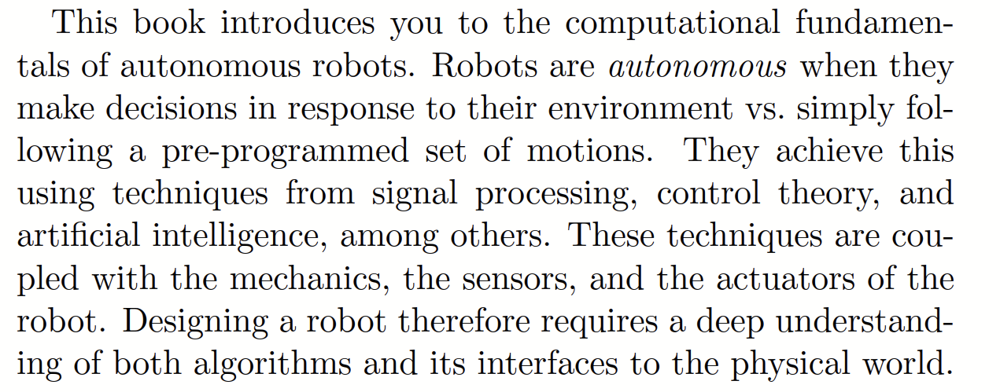 This book introduces you to the computational fundamen-
tals of autonomous robots. Robots are autonomous when they
make decisions in response to their environment vs. simply fol-
lowing a pre-programmed set of motions. They achieve this
using techniques from signal processing, control theory, and
artificial intelligence, among others. These techniques are cou-
pled with the mechanics, the sensors, and the actuators of the
robot. Designing a robot therefore requires a deep understand-
ing of both algorithms and its interfaces to the physical world.